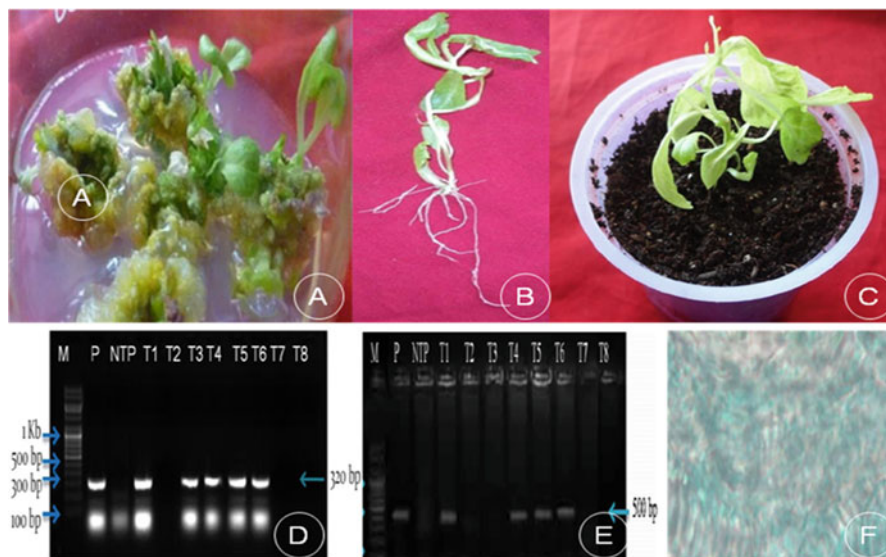 A
A
B
C
M P NTP T1 T2 T3 T4 T5 T6 T7 T8
1 Kb
500 bp
300 bp
100 bp
320 bp
D
M P NTP T1 T2 T3 T4 T5 T6 T7 T8
500 bp
E
F